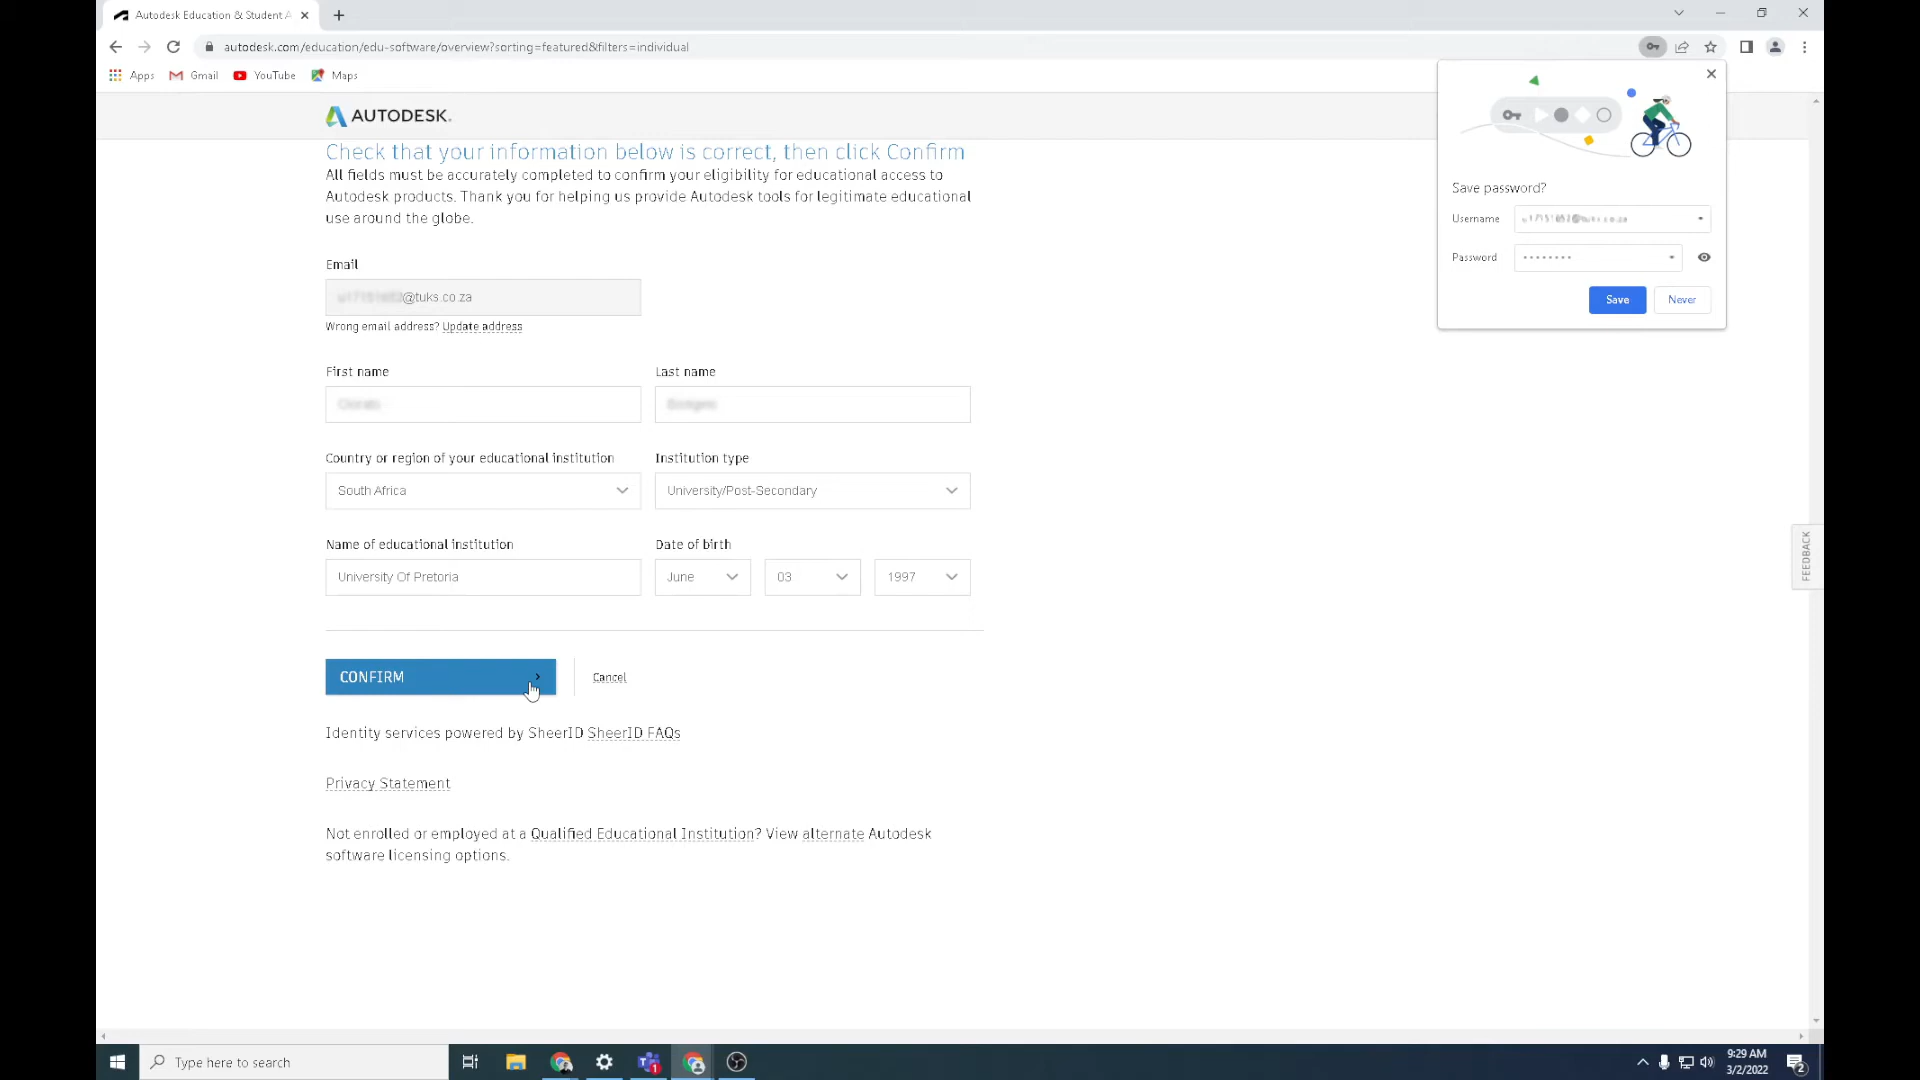 Autodesk Education & Student A
autodesk.com/education/edu-software/overview?sorting=featured&filters=individual
Apps Gmail YouTube Maps
AUTODESK.
Check that your information below is correct, then click Confirm
All fields must be accurately completed to confirm your eligibility for educational access to
Autodesk products. Thank you for helping us provide Autodesk tools for legitimate educational
use around the globe.
Email
@tuks.co.za
Wrong email address? Update address
First name Last name
Country or region of your educational institution Institution type
South Africa University/Post-Secondary
Name of educational institution Date of birth
University Of Pretoria June 03 1997
CONFIRM Cancel
Identity services powered by SheerID SheerID FAQs
Privacy Statement
Not enrolled or employed at a Qualified Educational Institution? View alternate Autodesk
software licensing options.
Save password?
Username
Password
Save Never
FEEDBACK
Type here to search
1
9:29 AM
3/2/2022
2